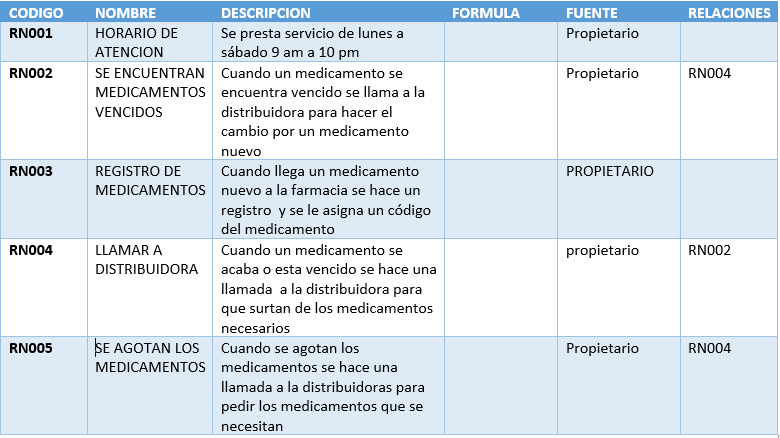 CODIGO NOMBRE DESCRIPCION FORMULA FUENTE RELACIONES
RN001 HORARIO DE Se presta servicio de lunes a Propietario
ATENCION sábado 9 am a 10 pm
RN002 SE ENCUENTRAN Cuando un medicamento se Propietario RN004
MEDICAMENTOS encuentra vencido se llama a la
VENCIDOS distribuidora para hacer el
cambio por un medicamento
nuevo
RN003 REGISTRO DE Cuando llega un medicamento PROPIETARIO
MEDICAMENTOS nuevo a la farmacia se hace un
registro y se le asigna un código
del medicamento
RN004 LLAMAR A Cuando un medicamento se propietario RN002
DISTRIBUIDORA acaba o esta vencido se hace una
llamada a la distribuidora para
que surtan de los medicamentos
necesarios
RN005 SE AGOTAN LOS Cuando se agotan los Propietario RN004
MEDICAMENTOS medicamentos se hace una
llamada a la distribuidoras para
pedir los medicamentos que se
necesitan